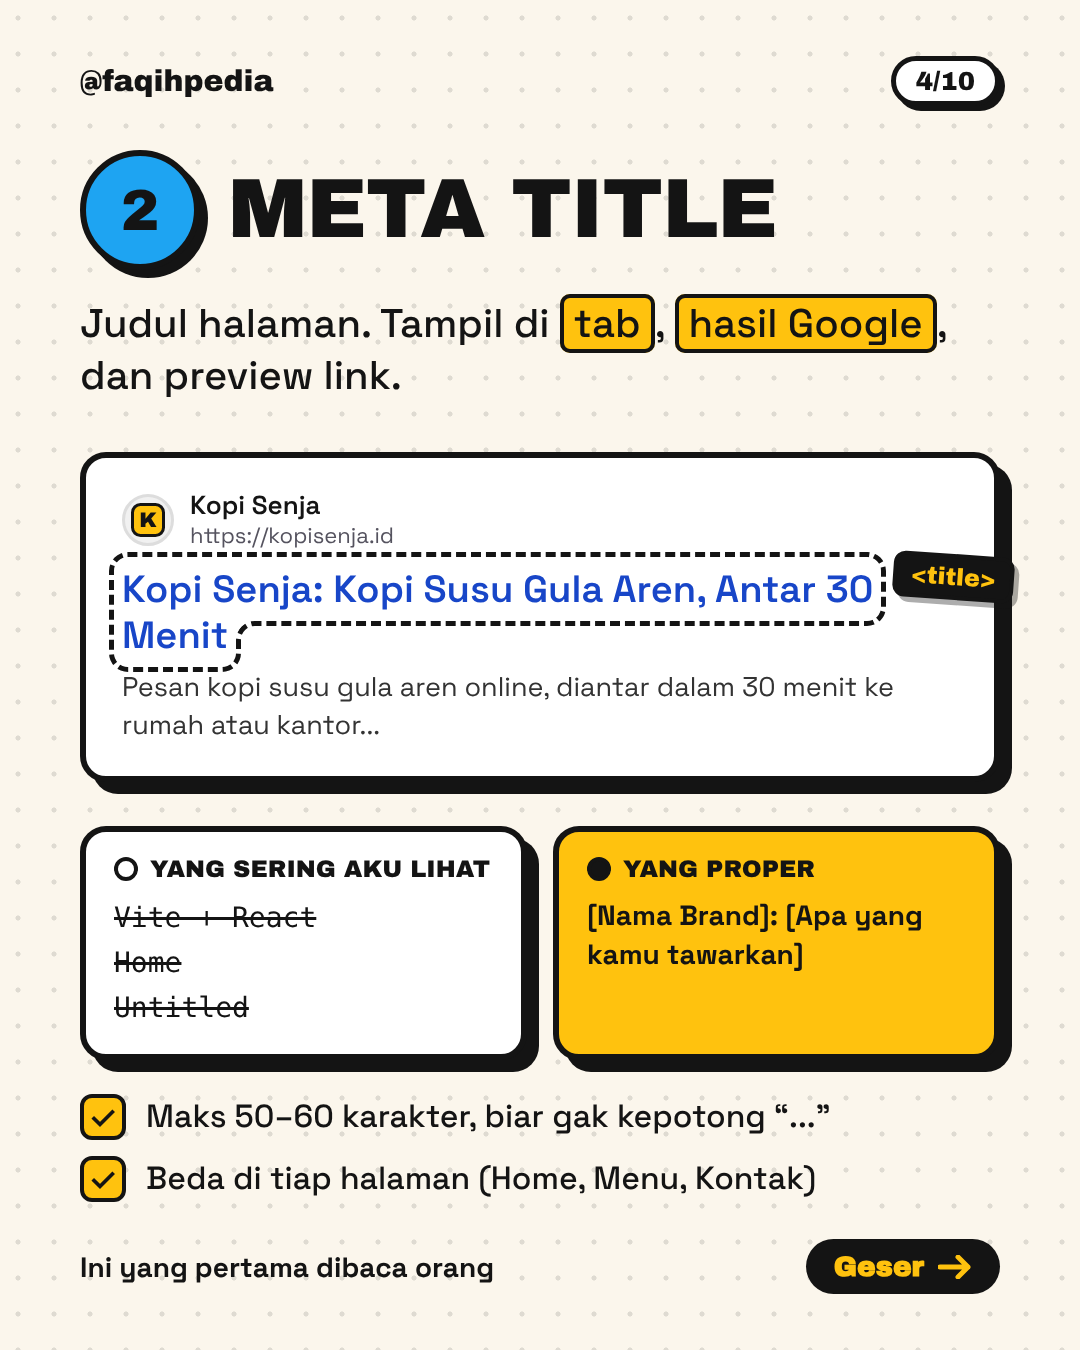 @faqihpedia
4/10
2
META TITLE
Judul halaman. Tampil di tab, hasil Google,
dan preview link.
K
Kopi Senja
https://kopisenja.id
Kopi Senja: Kopi Susu Gula Aren, Antar 30
Menit
<title>
Pesan kopi susu gula aren online, diantar dalam 30 menit ke
rumah atau kantor...
YANG SERING AKU LIHAT
Vite + React
Home
Untitled
YANG PROPER
[Nama Brand]: [Apa yang
kamu tawarkan]
Maks 50–60 karakter, biar gak kepotong “...”
Beda di tiap halaman (Home, Menu, Kontak)
Ini yang pertama dibaca orang
Geser →